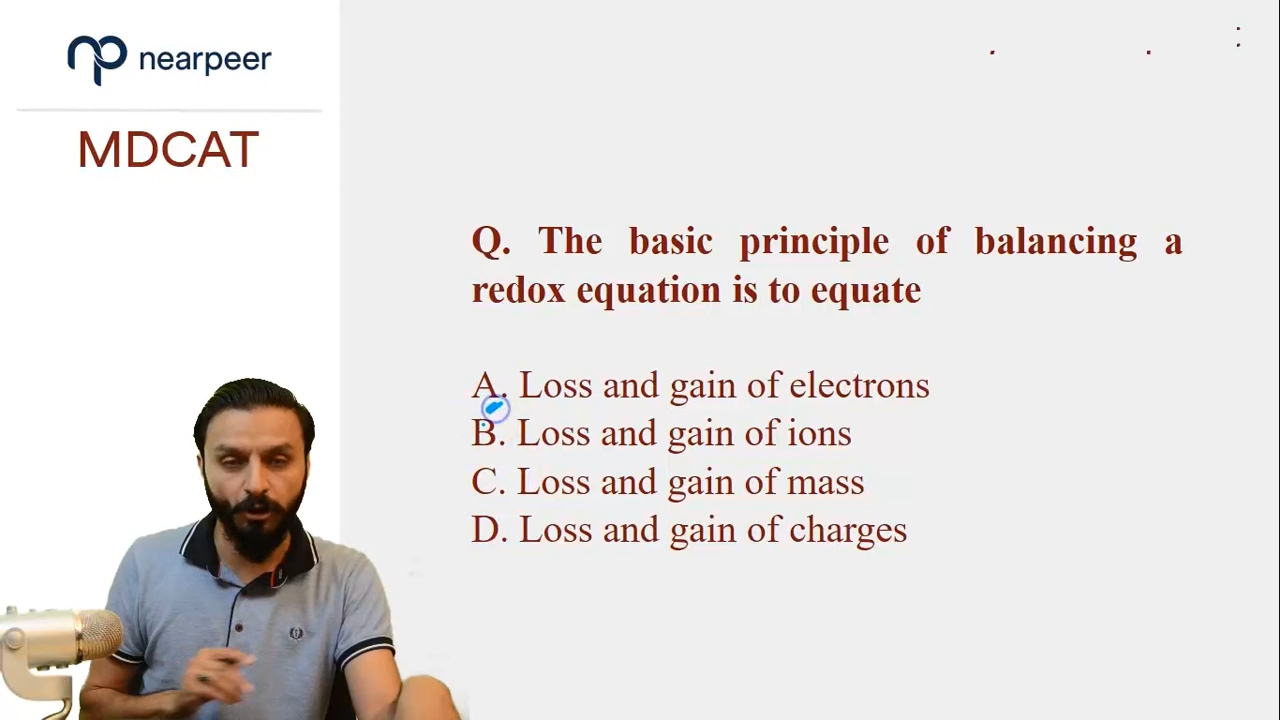 nearpeer
MDCAT
Q. The basic principle of balancing a
redox equation is to equate
A. Loss and gain of electrons
B. Loss and gain of ions
C. Loss and gain of mass
D. Loss and gain of charges